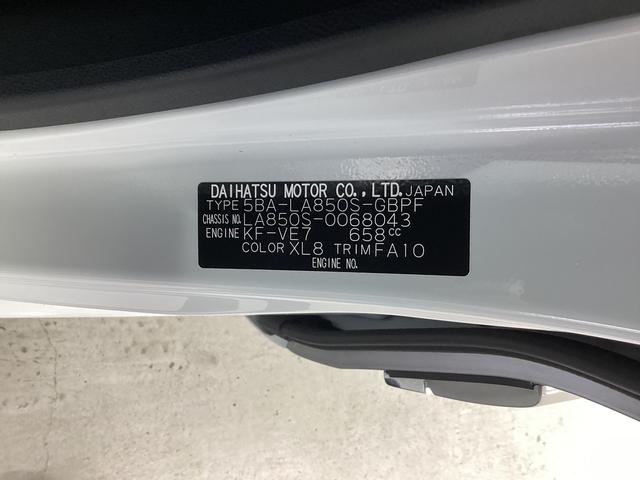 DAIHATSU MOTOR CO., LTD. JAPAN
TYPE 5BA-LA850S-GBPF
CHASSIS NO. LA850S-0068043
ENGINE KF-VE7 658cc
COLOR XL8 TRIM FA10
ENGINE NO.